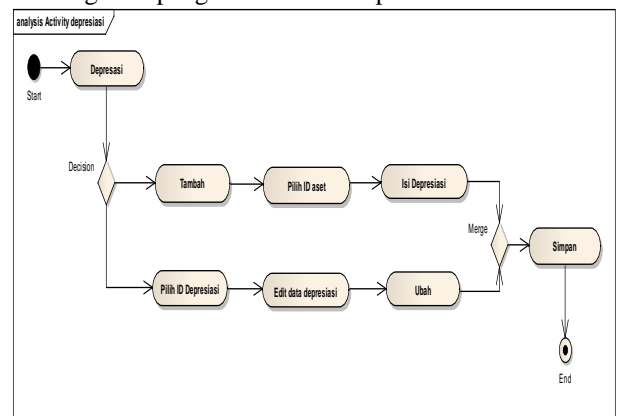 analysis Activity depresiasi
Depresasi
Start
Decision
Tambah
Pilih ID aset
Isi Depresiasi
Merge
Simpan
Pilih ID Depresiasi
Edit data depresiasi
Ubah
End